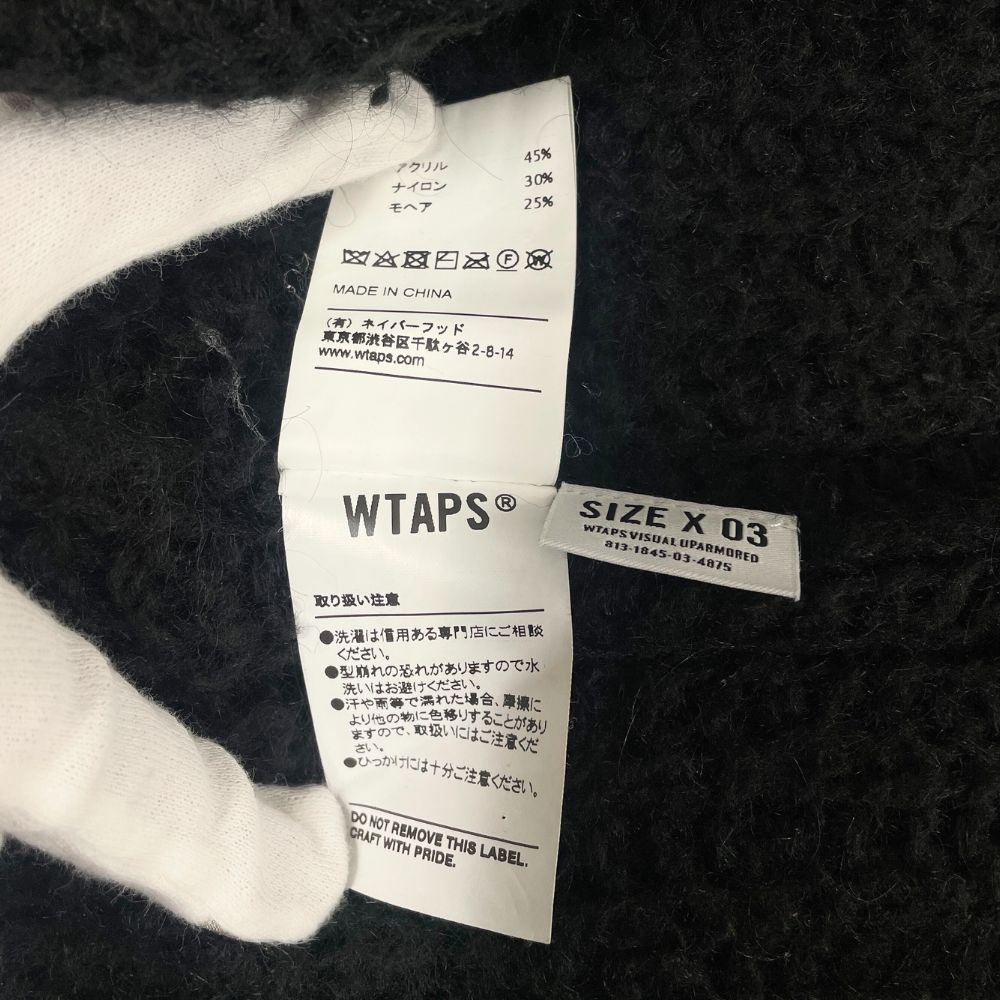 アクリル 45%
ナイロン 30%
モヘア 25%
F W
MADE IN CHINA
(有) ネイバーフッド
東京都渋谷区千駄ヶ谷2-8-14
www.wtaps.com
WTAPS®
SIZE X 03
WTAPS VISUAL UPARMORED
813-1845-03-4875
取り扱い注意
●洗濯は信用ある専門店にご相談
ください。
●型崩れの恐れがありますので水
洗いはお避けください。
●汗や雨等で濡れた場合、摩擦に
より他の物に色移りすることがあり
ますので、取扱いにはご注意くだ
さい。
●ひっかけには十分ご注意ください。
DO NOT REMOVE THIS LABEL.
CRAFT WITH PRIDE.